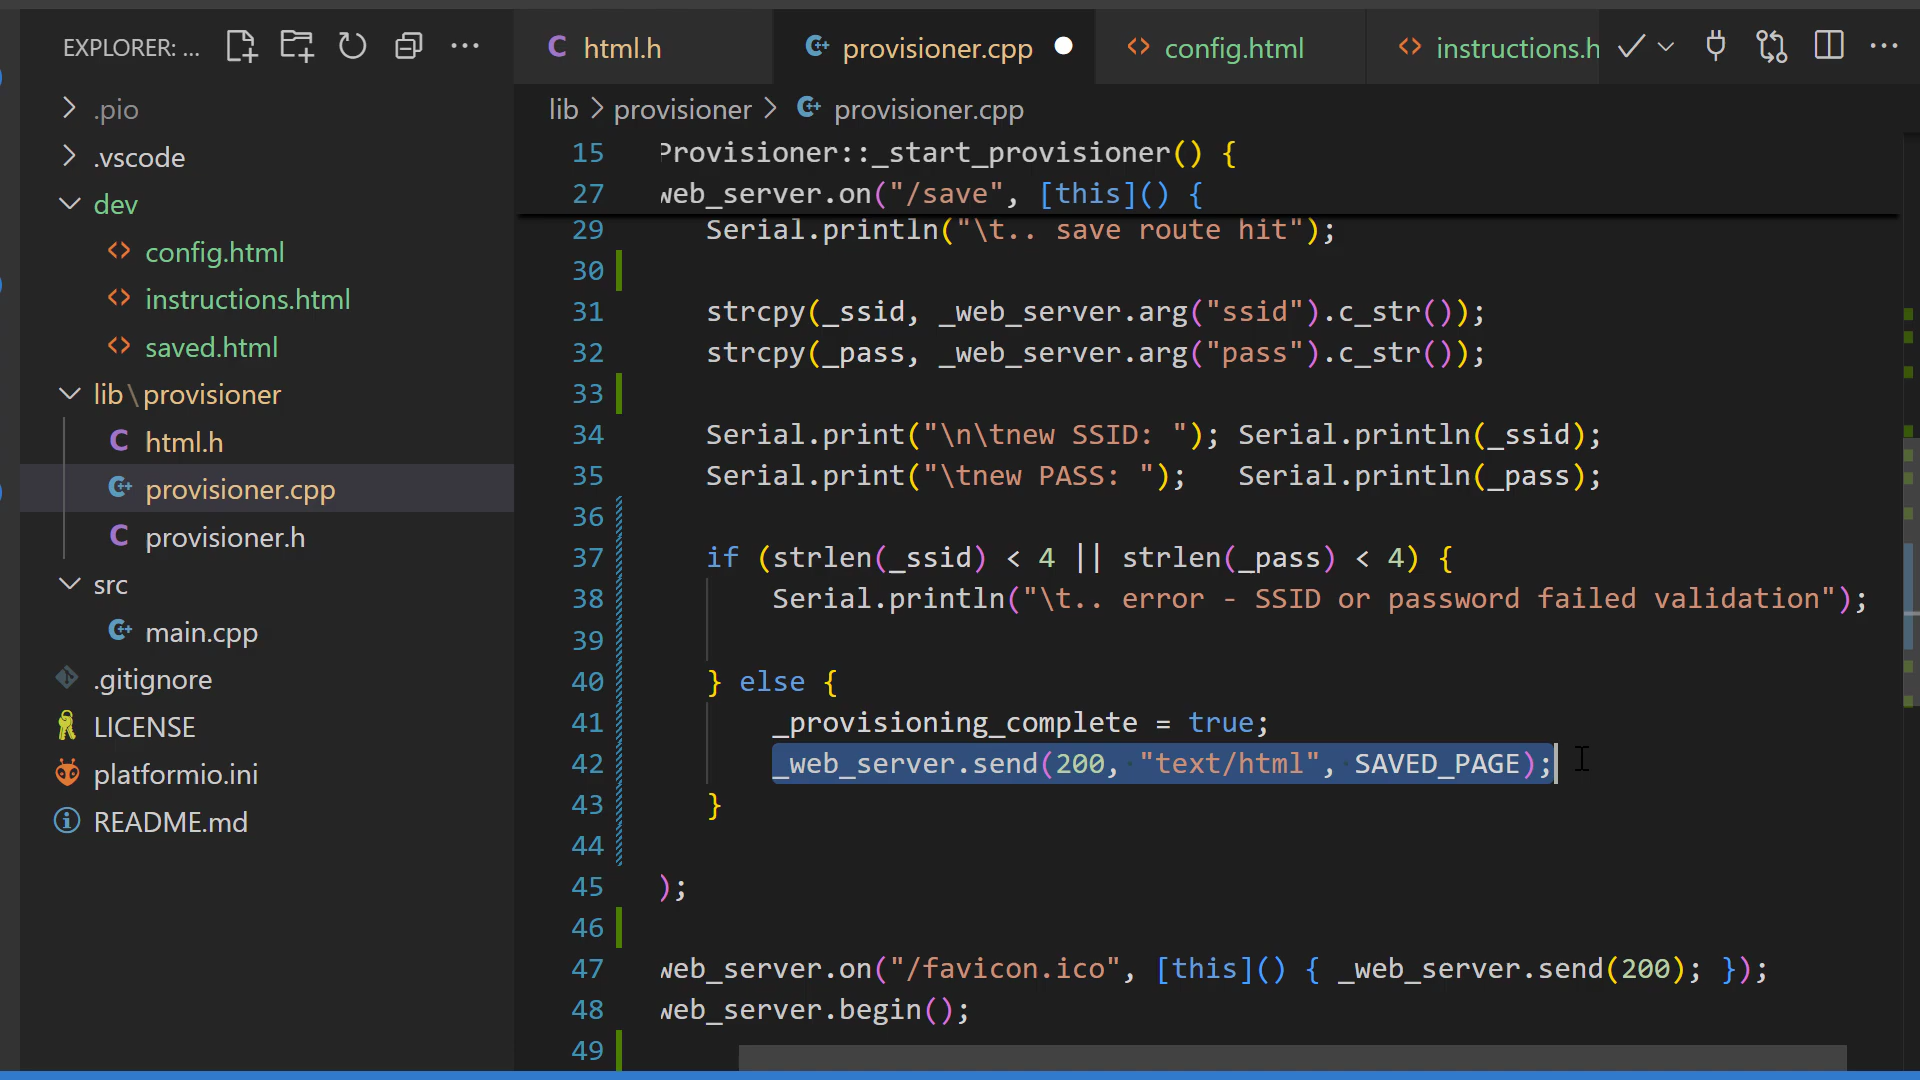 EXPLORER: ...
.pio
.vscode
dev
config.html
instructions.html
saved.html
lib\provisioner
html.h
provisioner.cpp
provisioner.h
src
main.cpp
.gitignore
LICENSE
platformio.ini
README.md
html.h
provisioner.cpp
config.html
instructions.h
lib > provisioner > provisioner.cpp
15 Provisioner::_start_provisioner() {
27 web_server.on("/save", [this]() {
29 Serial.println("\t.. save route hit");
30
31 strcpy(_ssid, _web_server.arg("ssid").c_str());
32 strcpy(_pass, _web_server.arg("pass").c_str());
33
34 Serial.print("\n\tnew SSID: "); Serial.println(_ssid);
35 Serial.print("\tnew PASS: ");   Serial.println(_pass);
36
37 if (strlen(_ssid) < 4 || strlen(_pass) < 4) {
38 Serial.println("\t.. error - SSID or password failed validation");
39
40 } else {
41 _provisioning_complete = true;
42 _web_server.send(200, "text/html", SAVED_PAGE);
43 }
44
45 );
46
47 web_server.on("/favicon.ico", [this]() { _web_server.send(200); });
48 web_server.begin();
49